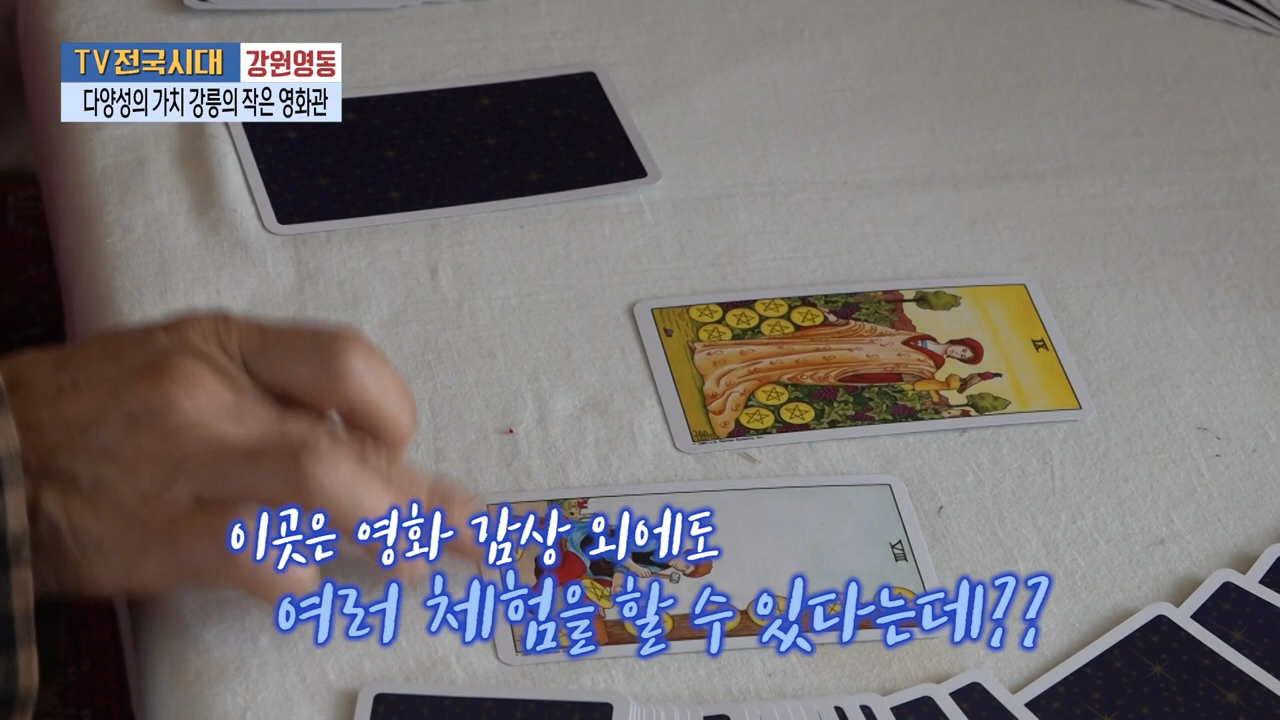 TV전국시대 강원영동
다양성의 가치 강릉의 작은 영화관
IX
VIII
이곳은 영화 감상 외에도
여러 체험을 할 수 있다는데??